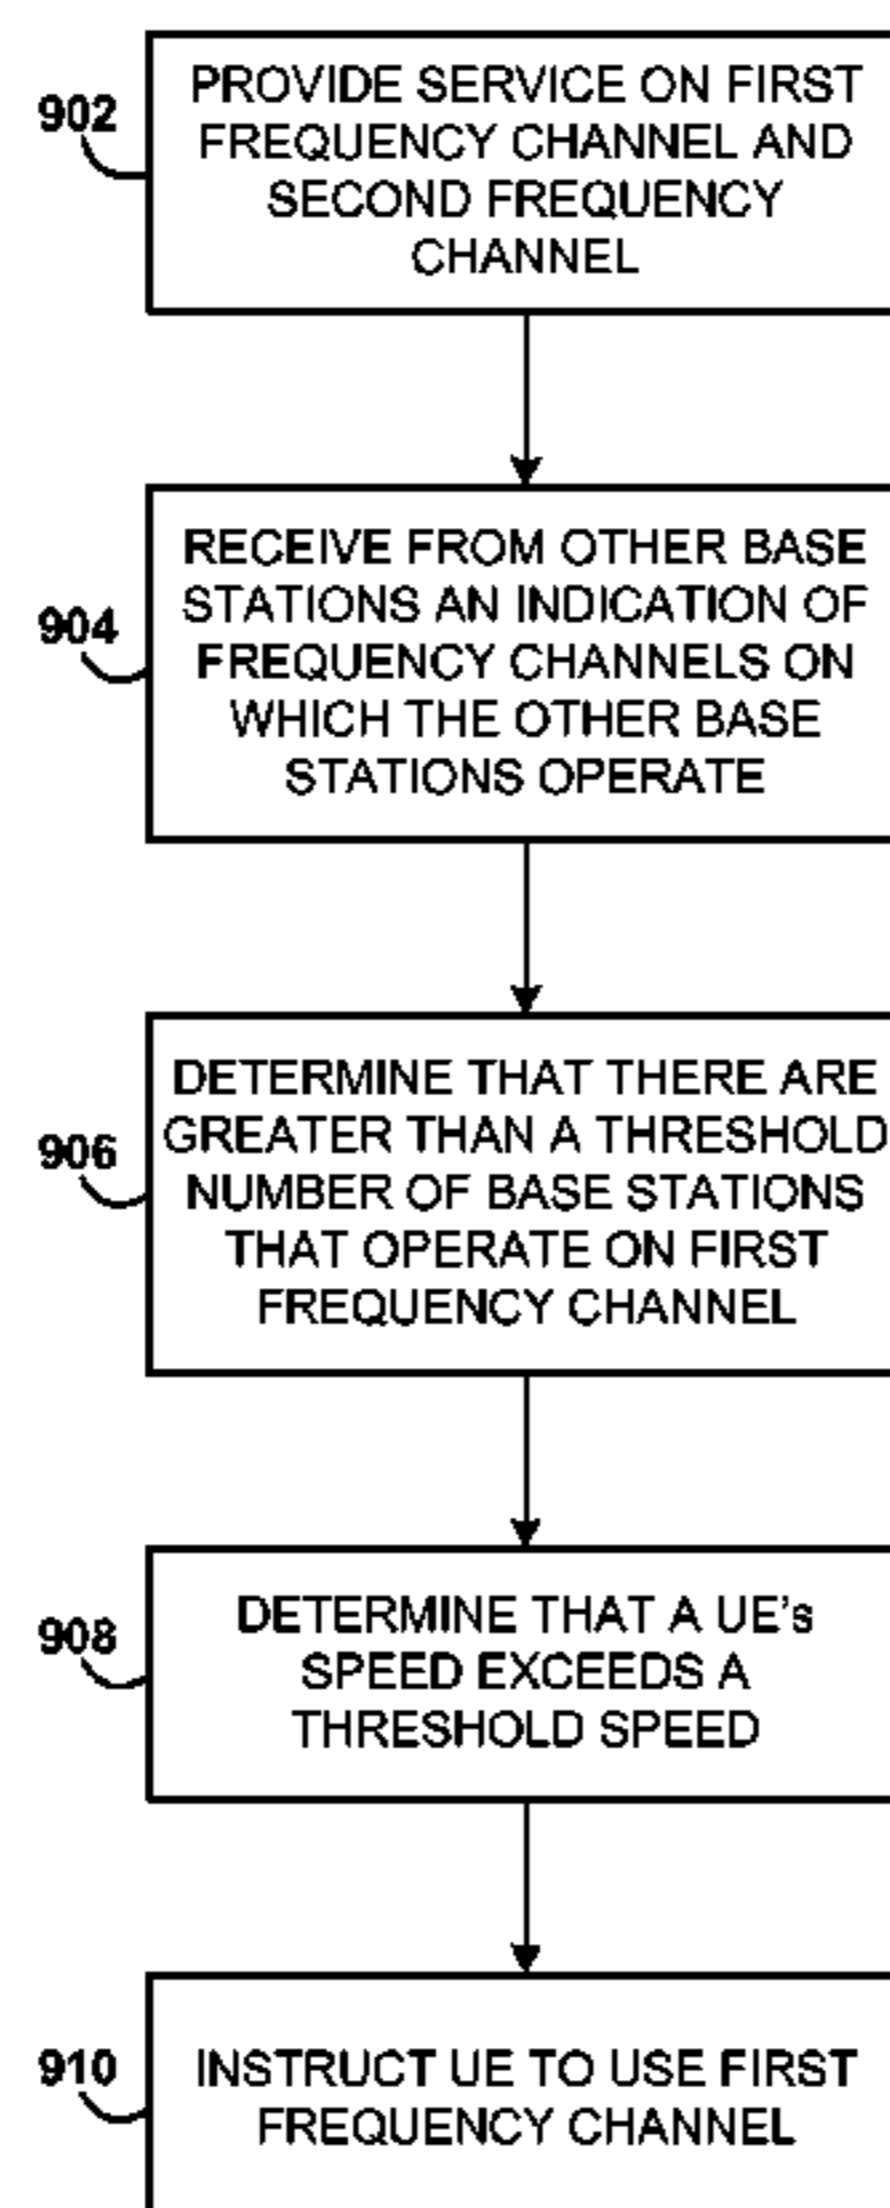 902
PROVIDE SERVICE ON FIRST
FREQUENCY CHANNEL AND
SECOND FREQUENCY
CHANNEL
904
RECEIVE FROM OTHER BASE
STATIONS AN INDICATION OF
FREQUENCY CHANNELS ON
WHICH THE OTHER BASE
STATIONS OPERATE
906
DETERMINE THAT THERE ARE
GREATER THAN A THRESHOLD
NUMBER OF BASE STATIONS
THAT OPERATE ON FIRST
FREQUENCY CHANNEL
908
DETERMINE THAT A UE's
SPEED EXCEEDS A
THRESHOLD SPEED
910
INSTRUCT UE TO USE FIRST
FREQUENCY CHANNEL